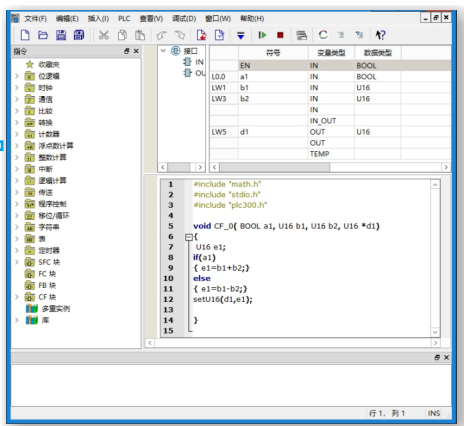 文件(F) 编辑(E) 插入(I) PLC 查看(V) 调试(D) 窗口(W) 帮助(H)
指令
收藏夹
位逻辑
时钟
通信
比较
转换
计数器
浮点数计算
整数计算
中断
逻辑计算
传送
程序控制
移位/循环
字符串
表
定时器
SFC 块
FC 块
FB 块
CF 块
多重实例
库
接口
IN
OU
符号 变量类型 数据类型
EN IN BOOL
L0.0 a1 IN BOOL
LW1 b1 IN U16
LW3 b2 IN U16
IN
IN_OUT
LW5 d1 OUT U16
OUT
TEMP
1 #include "math.h"
2 #include "stdio.h"
3 #include "plc300.h"
4
5 void CF_0( BOOL a1, U16 b1, U16 b2, U16 *d1)
6 {
7 U16 e1;
8 if(a1)
9 { e1=b1+b2;}
10 else
11 { e1=b1-b2;}
12 setU16(d1,e1);
13
14 }
15
行 1, 列 1 INS